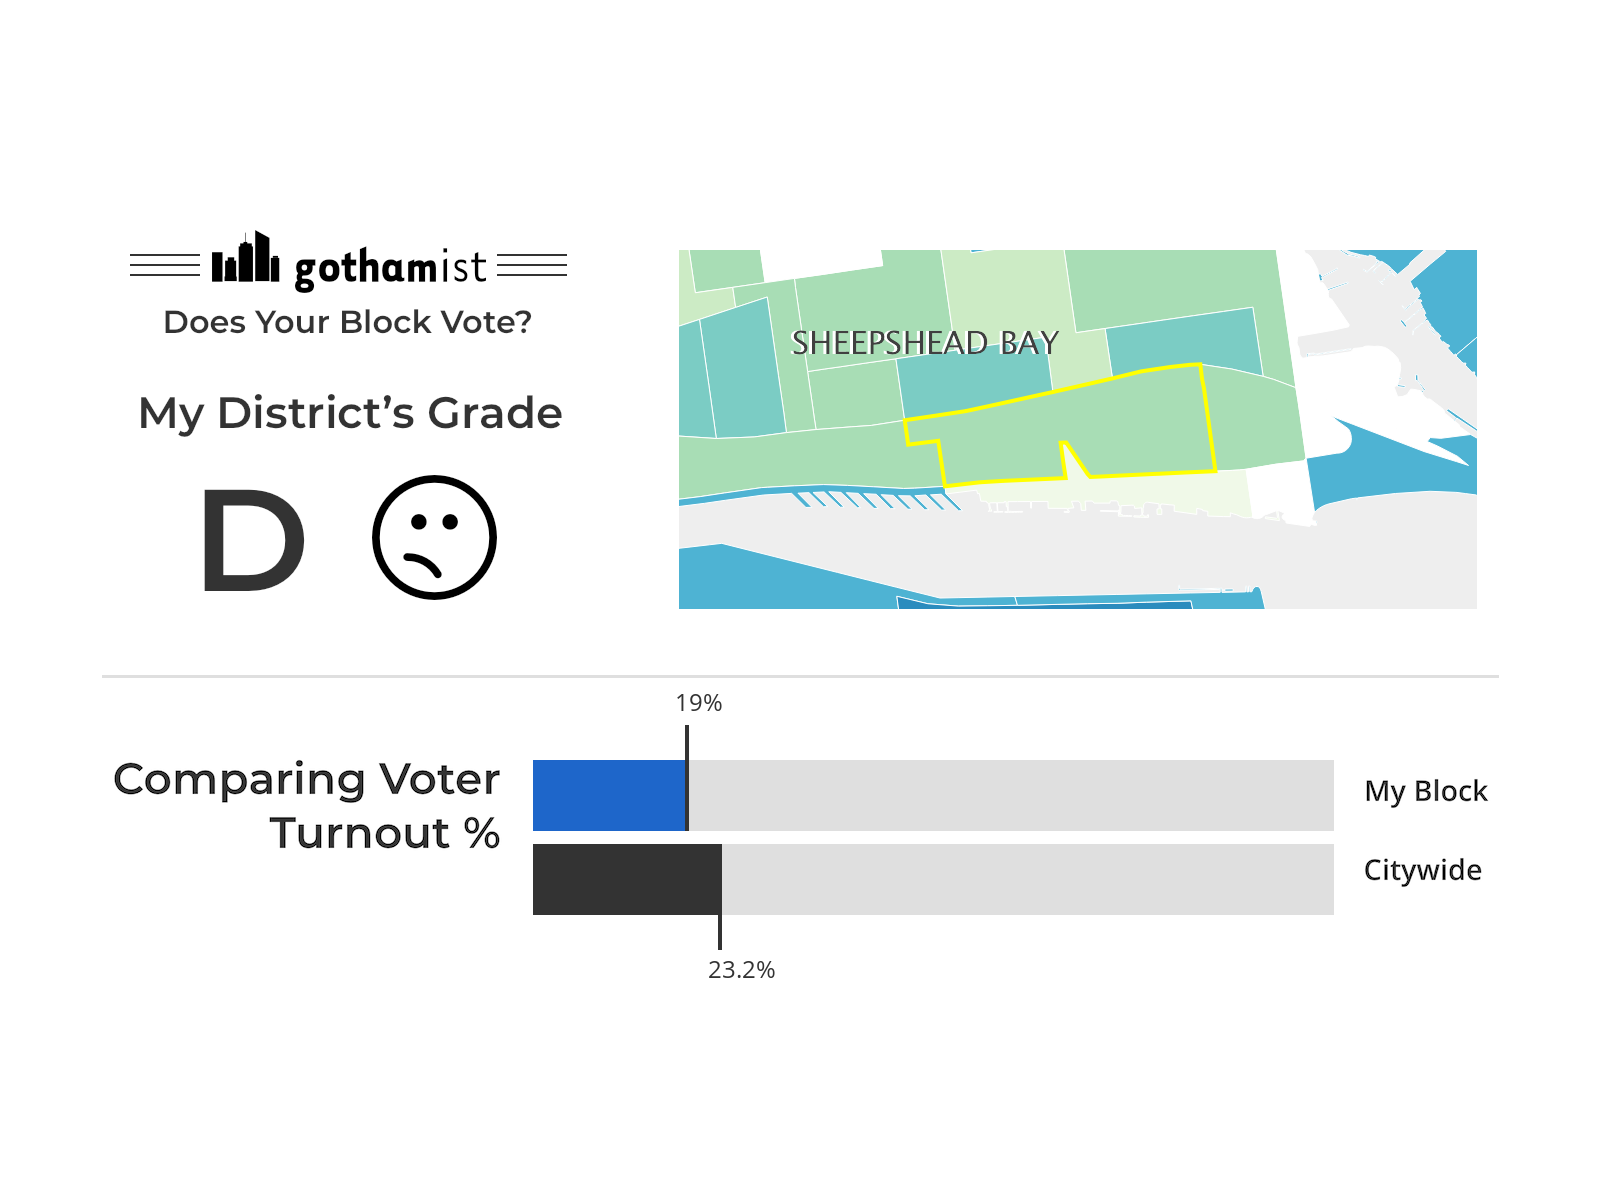 gothamist
Does Your Block Vote?
My District's Grade
D
SHEEPSHEAD BAY
19%
Comparing Voter
Turnout %
My Block
Citywide
23.2%